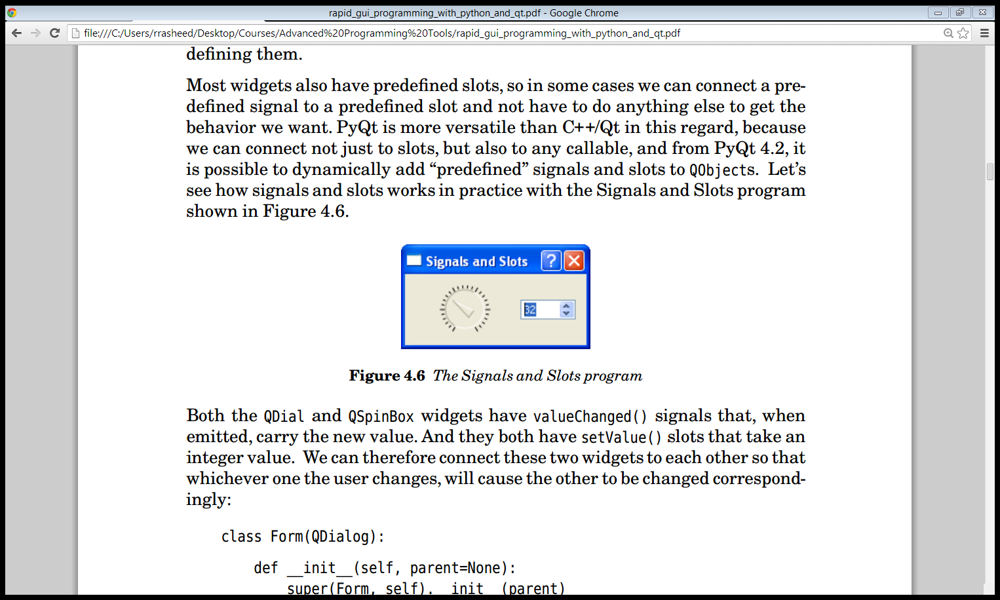 rapid_gui_programming_with_python_and_qt.pdf - Google Chrome
file:///C:/Users/rrasheed/Desktop/Courses/Advanced%20Programming%20Tools/rapid_gui_programming_with_python_and_qt.pdf
defining them.
Most widgets also have predefined slots, so in some cases we can connect a pre-
defined signal to a predefined slot and not have to do anything else to get the
behavior we want. PyQt is more versatile than C++/Qt in this regard, because
we can connect not just to slots, but also to any callable, and from PyQt 4.2, it
is possible to dynamically add “predefined” signals and slots to QObjects. Let’s
see how signals and slots works in practice with the Signals and Slots program
shown in Figure 4.6.
Signals and Slots ?
32
Figure 4.6 The Signals and Slots program
Both the QDial and QSpinBox widgets have valueChanged() signals that, when
emitted, carry the new value. And they both have setValue() slots that take an
integer value. We can therefore connect these two widgets to each other so that
whichever one the user changes, will cause the other to be changed correspond-
ingly:
class Form(QDialog):
def __init__(self, parent=None):
super(Form, self).__init__(parent)